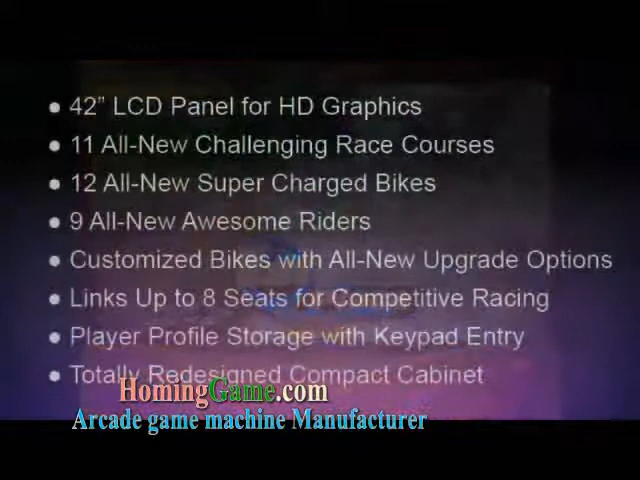 • 42” LCD Panel for HD Graphics
• 11 All-New Challenging Race Courses
• 12 All-New Super Charged Bikes
• 9 All-New Awesome Riders
• Customized Bikes with All-New Upgrade Options
• Links Up to 8 Seats for Competitive Racing
• Player Profile Storage with Keypad Entry
• Totally Redesigned Compact Cabinet
HomingGame.com
Arcade game machine Manufacturer